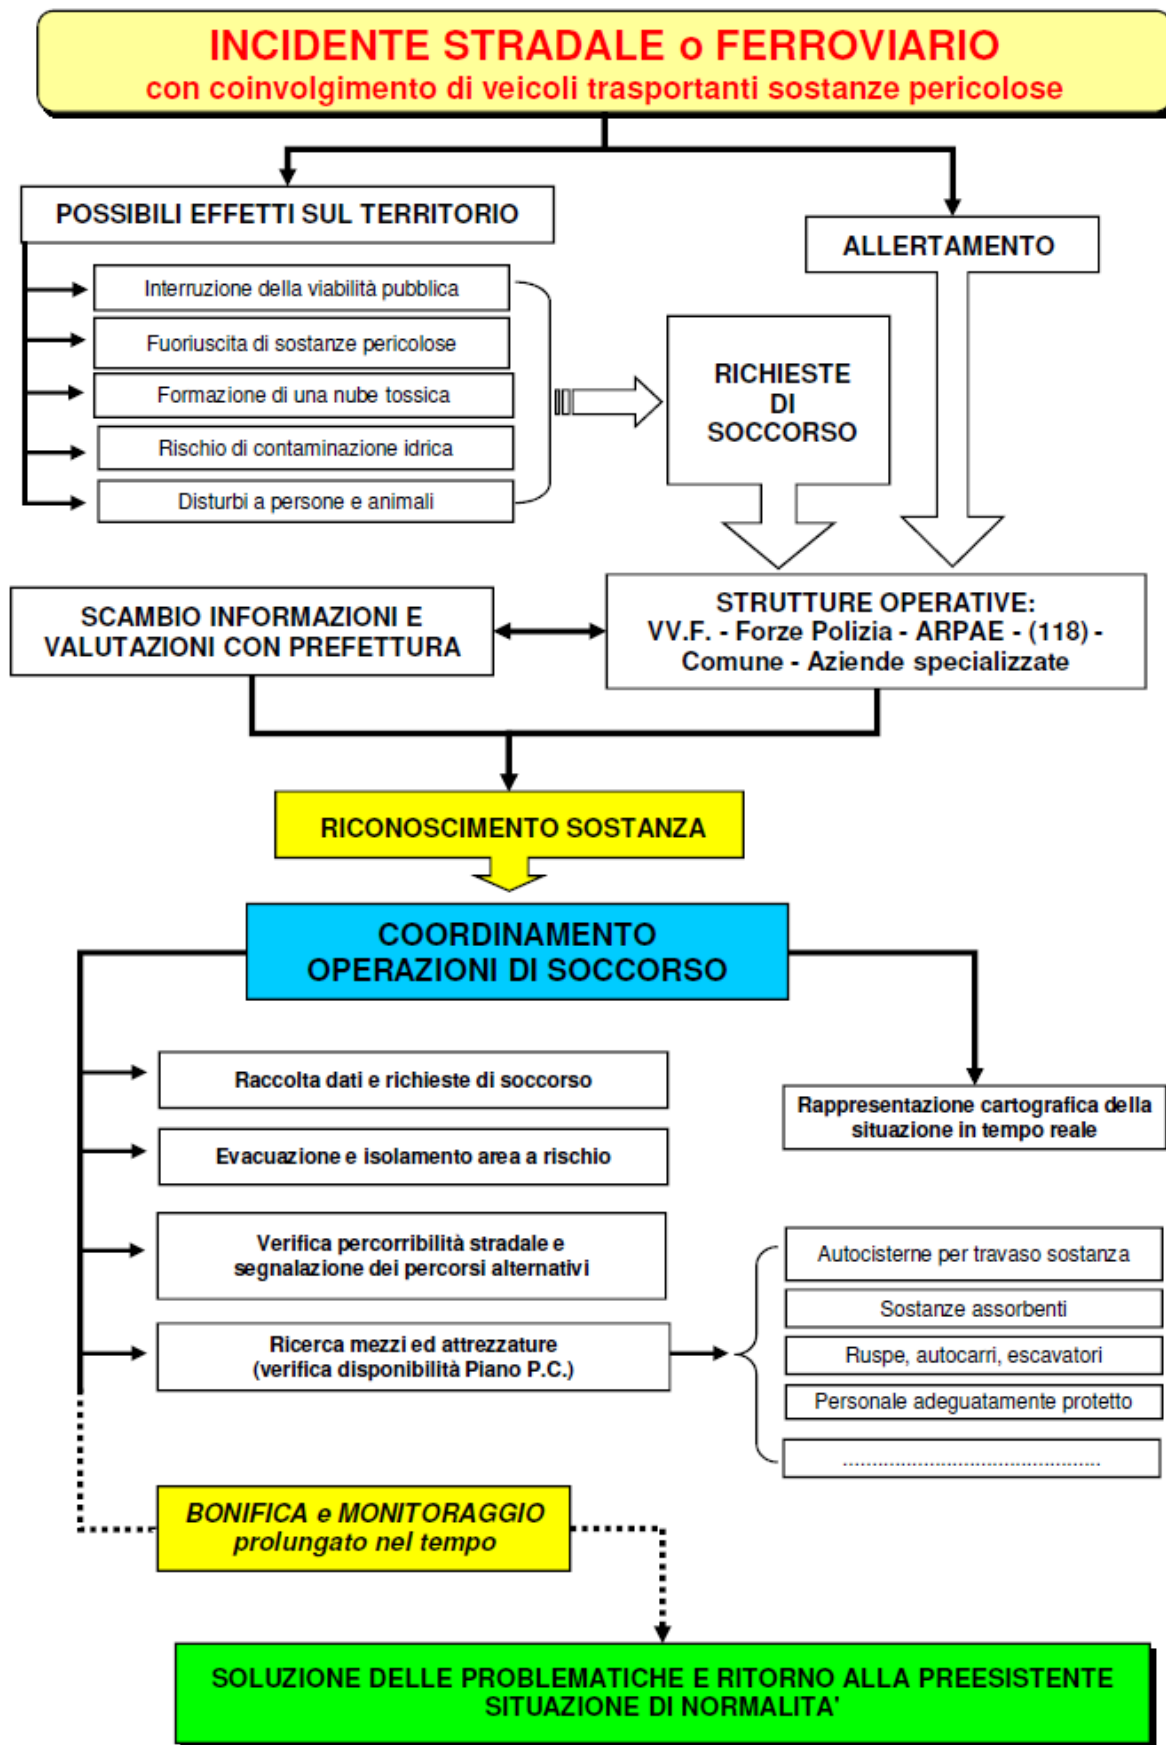 INCIDENTE STRADALE o FERROVIARIO
con coinvolgimento di veicoli trasportanti sostanze pericolose
POSSIBILI EFFETTI SUL TERRITORIO
ALLERTAMENTO
Interruzione della viabilità pubblica
Fuoriuscita di sostanze pericolose
Formazione di una nube tossica
Rischio di contaminazione idrica
Disturbi a persone e animali
RICHIESTE
DI
SOCCORSO
SCAMBIO INFORMAZIONI E
VALUTAZIONI CON PREFETTURA
STRUTTURE OPERATIVE:
VV.F. - Forze Polizia - ARPAE - (118) -
Comune - Aziende specializzate
RICONOSCIMENTO SOSTANZA
COORDINAMENTO
OPERAZIONI DI SOCCORSO
Raccolta dati e richieste di soccorso
Evacuazione e isolamento area a rischio
Verifica percorribilità stradale e
segnalazione dei percorsi alternativi
Ricerca mezzi ed attrezzature
(verifica disponibilità Piano P.C.)
Rappresentazione cartografica della
situazione in tempo reale
Autocisterne per travaso sostanza
Sostanze assorbenti
Ruspe, autocarri, escavatori
Personale adeguatamente protetto
............................................
BONIFICA e MONITORAGGIO
prolungato nel tempo
SOLUZIONE DELLE PROBLEMATICHE E RITORNO ALLA PREESISTENTE
SITUAZIONE DI NORMALITA'